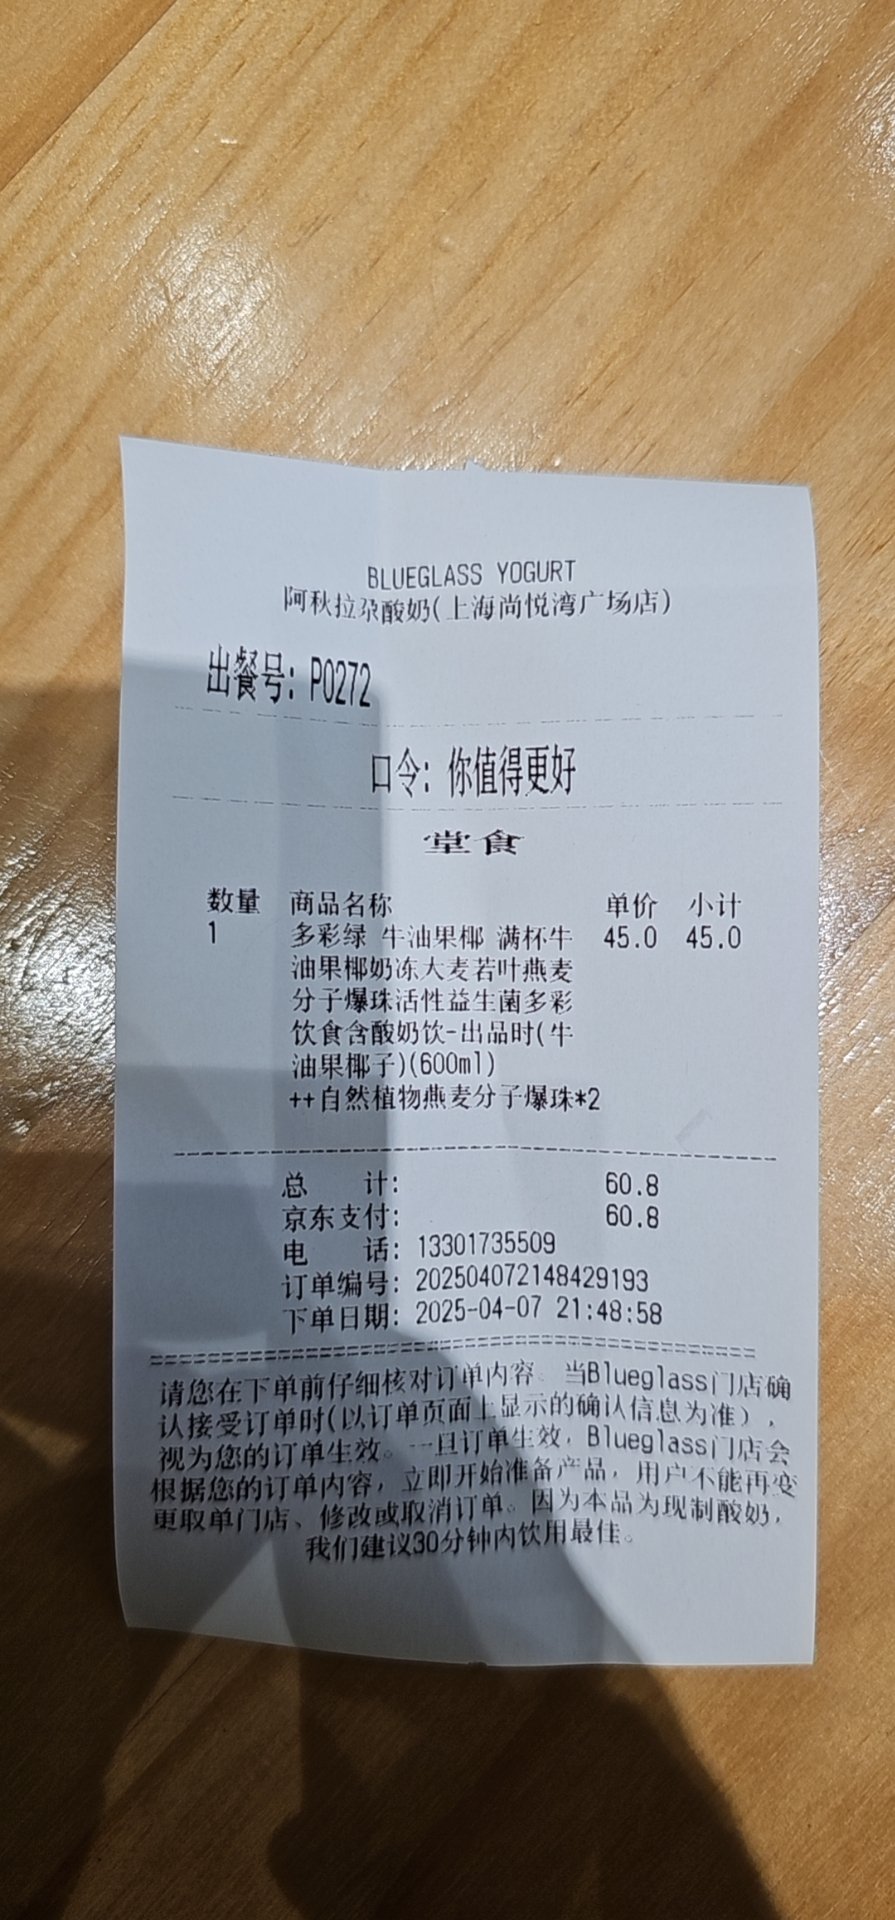 BLUEGLASS YOGURT
阿秋拉尕酸奶(上海尚悦湾广场店)
出餐号: P0272
口令: 你值得更好
堂食
数量 商品名称 单价 小计
1 多彩绿 牛油果椰 满杯牛 45.0 45.0
油果椰奶冻大麦若叶燕麦
分子爆珠活性益生菌多彩
饮食含酸奶饮-出品时(牛
油果椰子)(600ml)
++自然植物燕麦分子爆珠*2
总 计: 60.8
京东支付: 60.8
电 话: 13301735509
订单编号: 202504072148429193
下单日期: 2025-04-07 21:48:58
请您在下单前仔细核对订单内容。当Blueglass门店确
认接受订单时(以订单页面上显示的确认信息为准),
视为您的订单生效。一旦订单生效,Blueglass门店会
根据您的订单内容,立即开始准备产品,用户不能再变
更取单门店、修改或取消订单。因为本品为现制酸奶,
我们建议30分钟内饮用最佳。